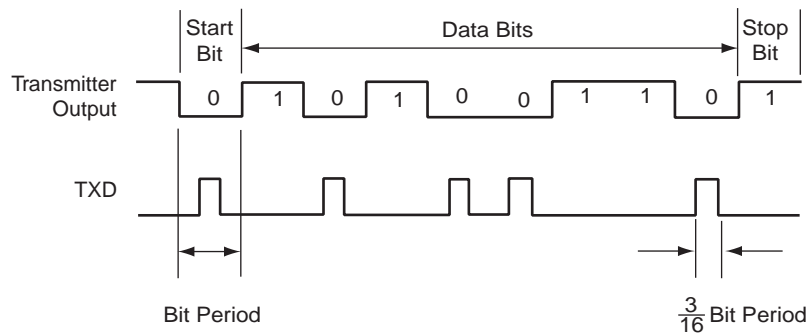 Start
Bit
Data Bits
Stop
Bit
Transmitter
Output
0 1 0 1 0 0 1 1 0 1
TXD
Bit Period
3/16 Bit Period